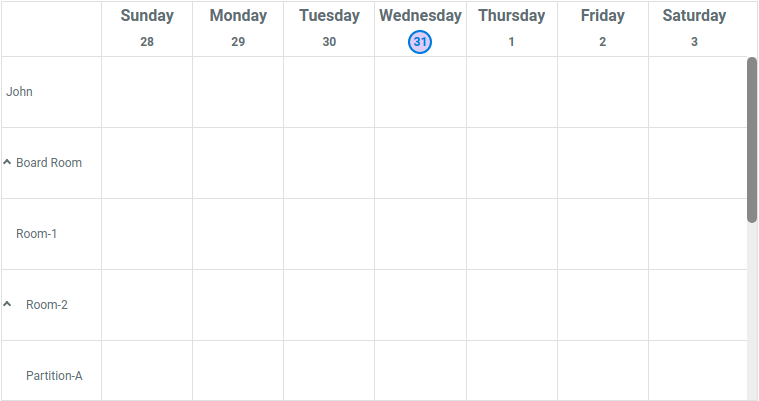 Sunday Monday Tuesday Wednesday Thursday Friday Saturday
28 29 30 31 1 2 3
John
Board Room
Room-1
Room-2
Partition-A